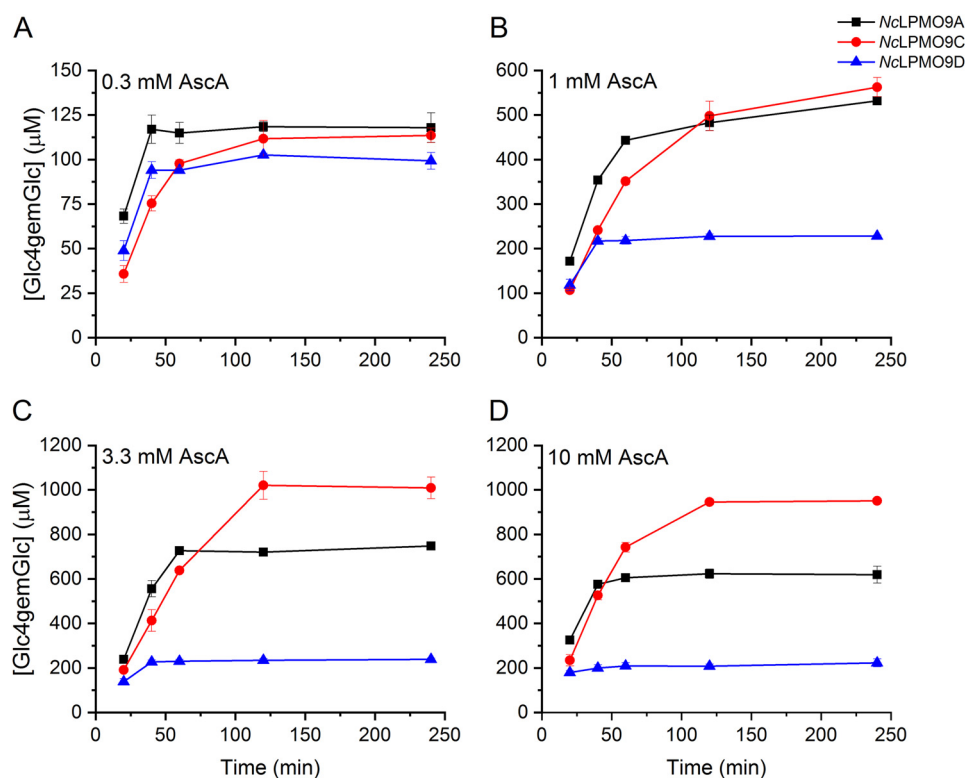 A
B
NcLPMO9A
NcLPMO9C
NcLPMO9D
0.3 mM AscA
1 mM AscA
[Glc4gemGlc] (μM)
150
125
100
75
50
25
0
0 50 100 150 200 250
600
500
400
300
200
100
0
0 50 100 150 200 250
C
D
3.3 mM AscA
10 mM AscA
[Glc4gemGlc] (μM)
1200
1000
800
600
400
200
0
0 50 100 150 200 250
Time (min)
1200
1000
800
600
400
200
0
0 50 100 150 200 250
Time (min)